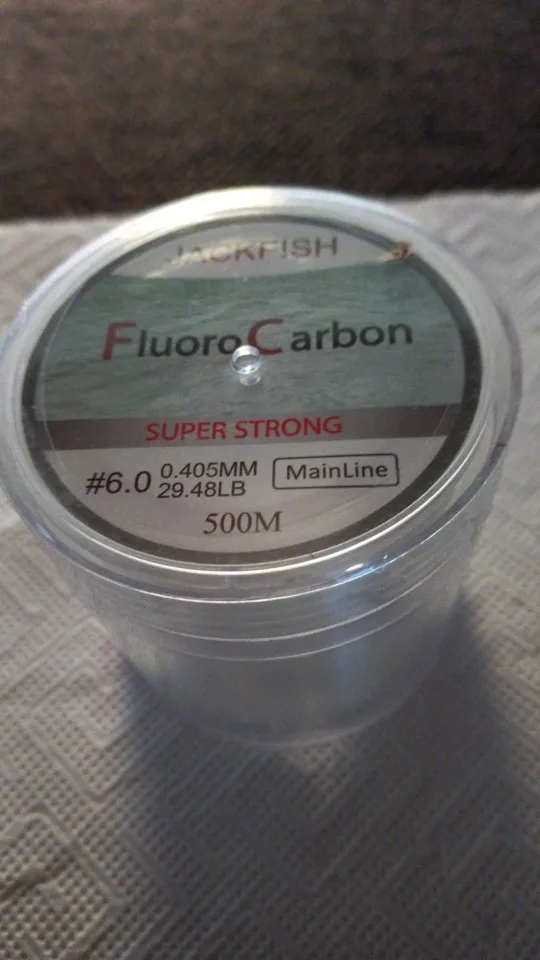 JACKFISH
FluoroCarbon
SUPER STRONG
#6.0 0.405MM
29.48LB
MainLine
500M